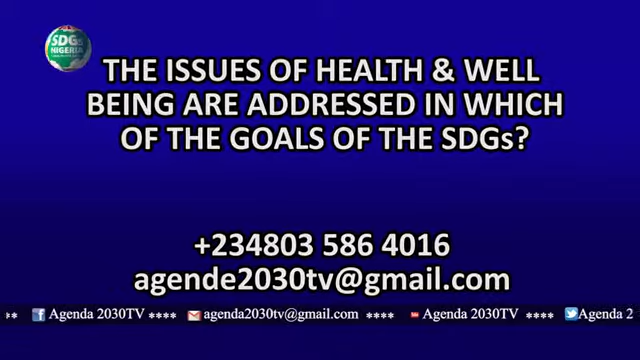 SDGs
NIGERIA
THE ISSUES OF HEALTH & WELL
BEING ARE ADDRESSED IN WHICH
OF THE GOALS OF THE SDGs?
+234803 586 4016
agende2030tv@gmail.com
** Agenda 2030TV **** agenda2030tv@gmail.com **** Agenda 2030TV **** Agenda 2